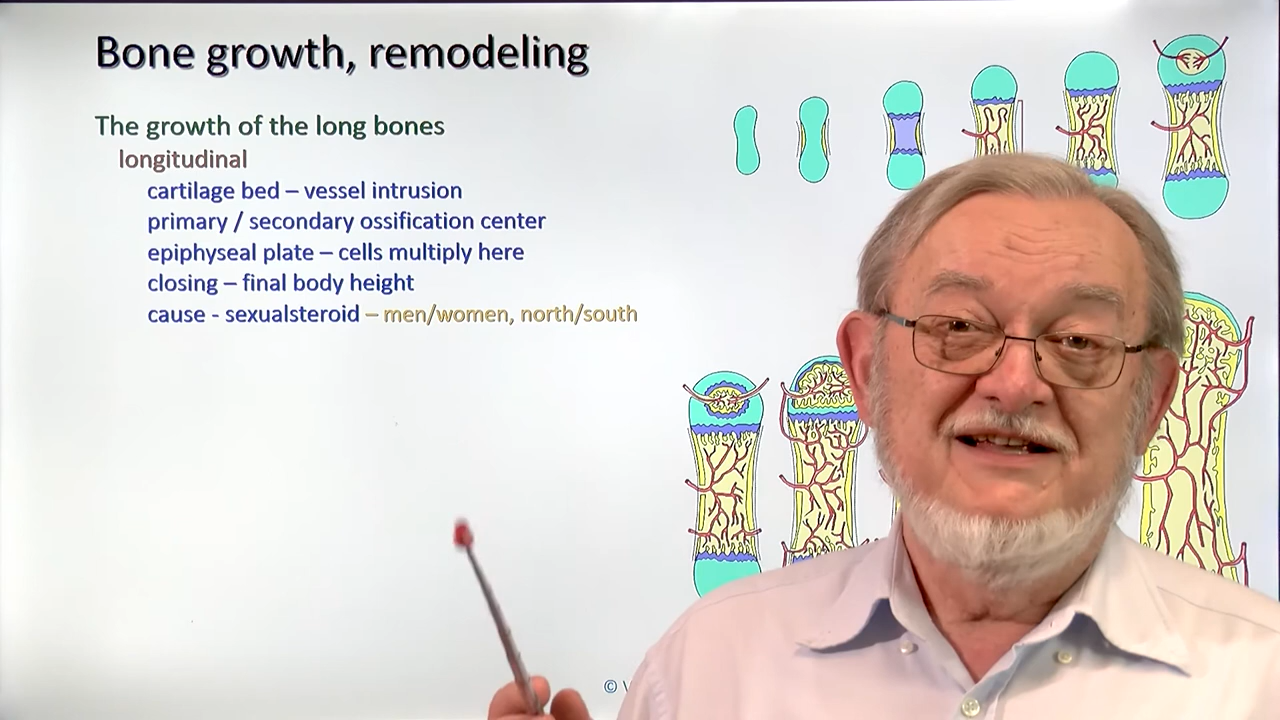 Bone growth, remodeling
The growth of the long bones
longitudinal
cartilage bed – vessel intrusion
primary / secondary ossification center
epiphyseal plate – cells multiply here
closing – final body height
cause - sexualsteroid – men/women, north/south
©